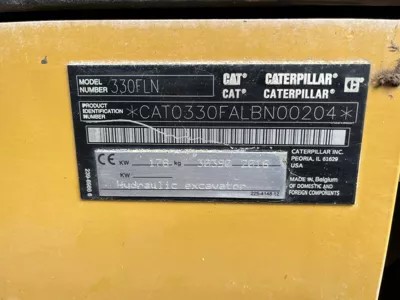 MODEL NUMBER 330FLN CAT® CATERPILLAR®
CAT® CATERPILLAR®
PRODUCT IDENTIFICATION NUMBER *CAT0330FALBN00204*
CATERPILLAR INC.
PEORIA, IL 61629
USA
CE KW 178 kg 30390 2016
KW
Hydraulic excavator
MADE IN Belgium
OF DOMESTIC AND
FOREIGN COMPONENTS